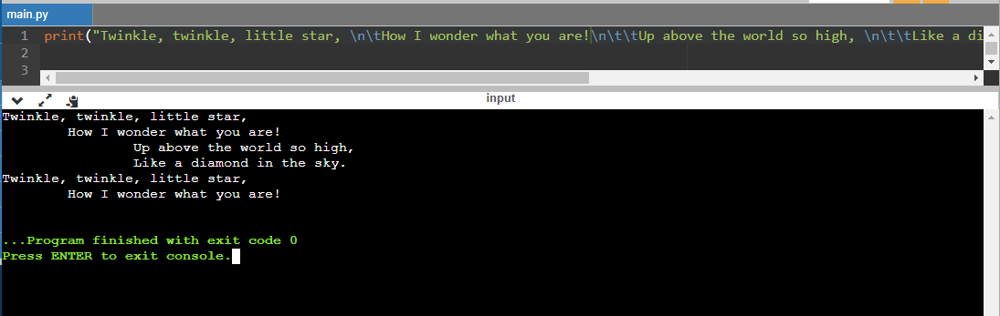 main.py
1 print("Twinkle, twinkle, little star, \n\tHow I wonder what you are!\n\t\tUp above the world so high, \n\t\tLike a di
2
3
input
Twinkle, twinkle, little star,
How I wonder what you are!
Up above the world so high,
Like a diamond in the sky.
Twinkle, twinkle, little star,
How I wonder what you are!
...Program finished with exit code 0
Press ENTER to exit console.